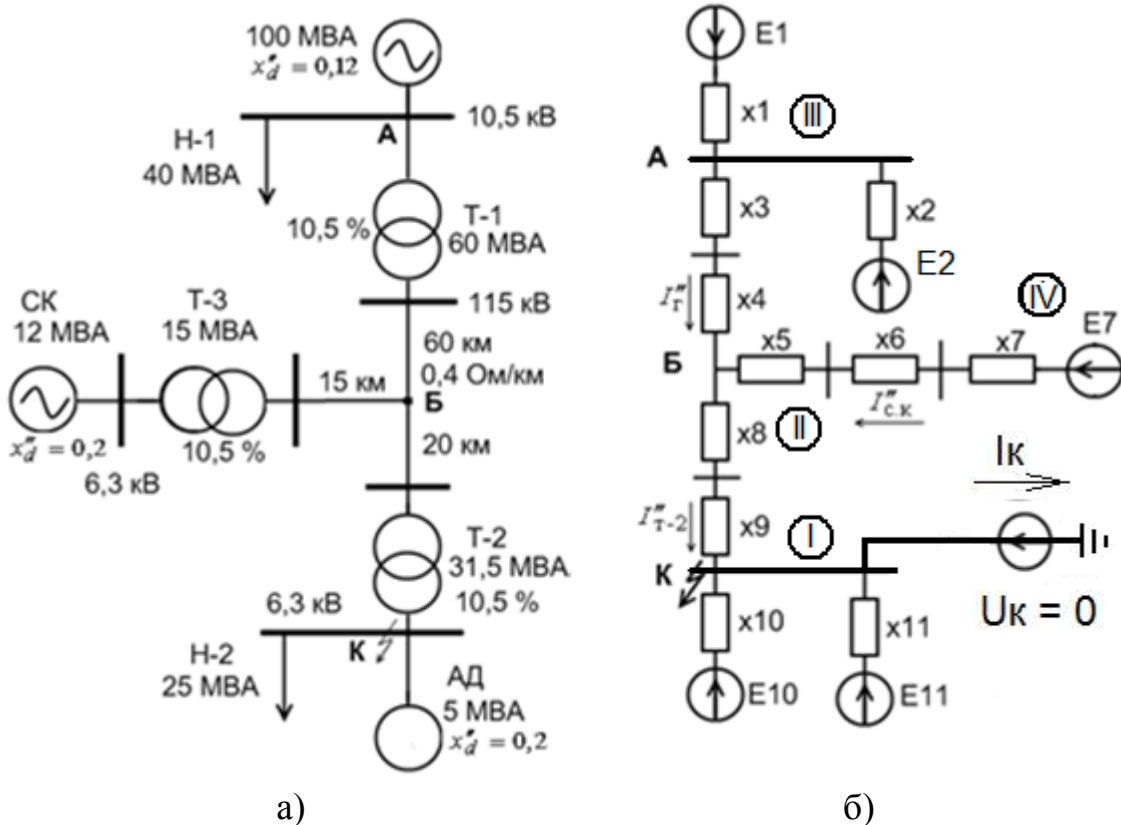 100 МВА
x″d = 0,12
10,5 кВ
А
Н-1
40 МВА
10,5 %
Т-1
60 МВА
115 кВ
СК
12 МВА
Т-3
15 МВА
60 км
0,4 Ом/км
15 км
Б
x″d = 0,2
10,5 %
6,3 кВ
20 км
Т-2
31,5 МВА
10,5 %
6,3 кВ
К
Н-2
25 МВА
АД
5 МВА
x″d = 0,2
а)
E1
x1
III
А
x3
x2
E2
I″т
x4
IV
Б
x5
x6
x7
E7
I″с.к
x8
II
Iк
I″т-2
x9
I
К
Uк = 0
x10
x11
E10
E11
б)